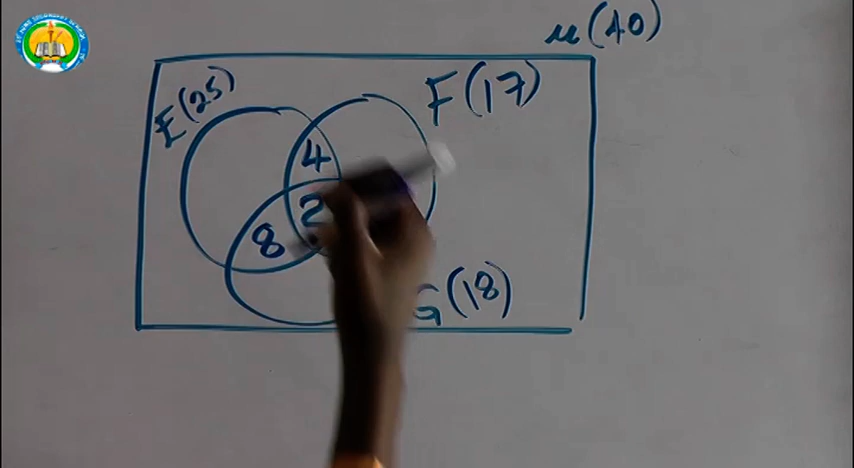 u(40)
E(25)
F(17)
4
2
8
G(18)